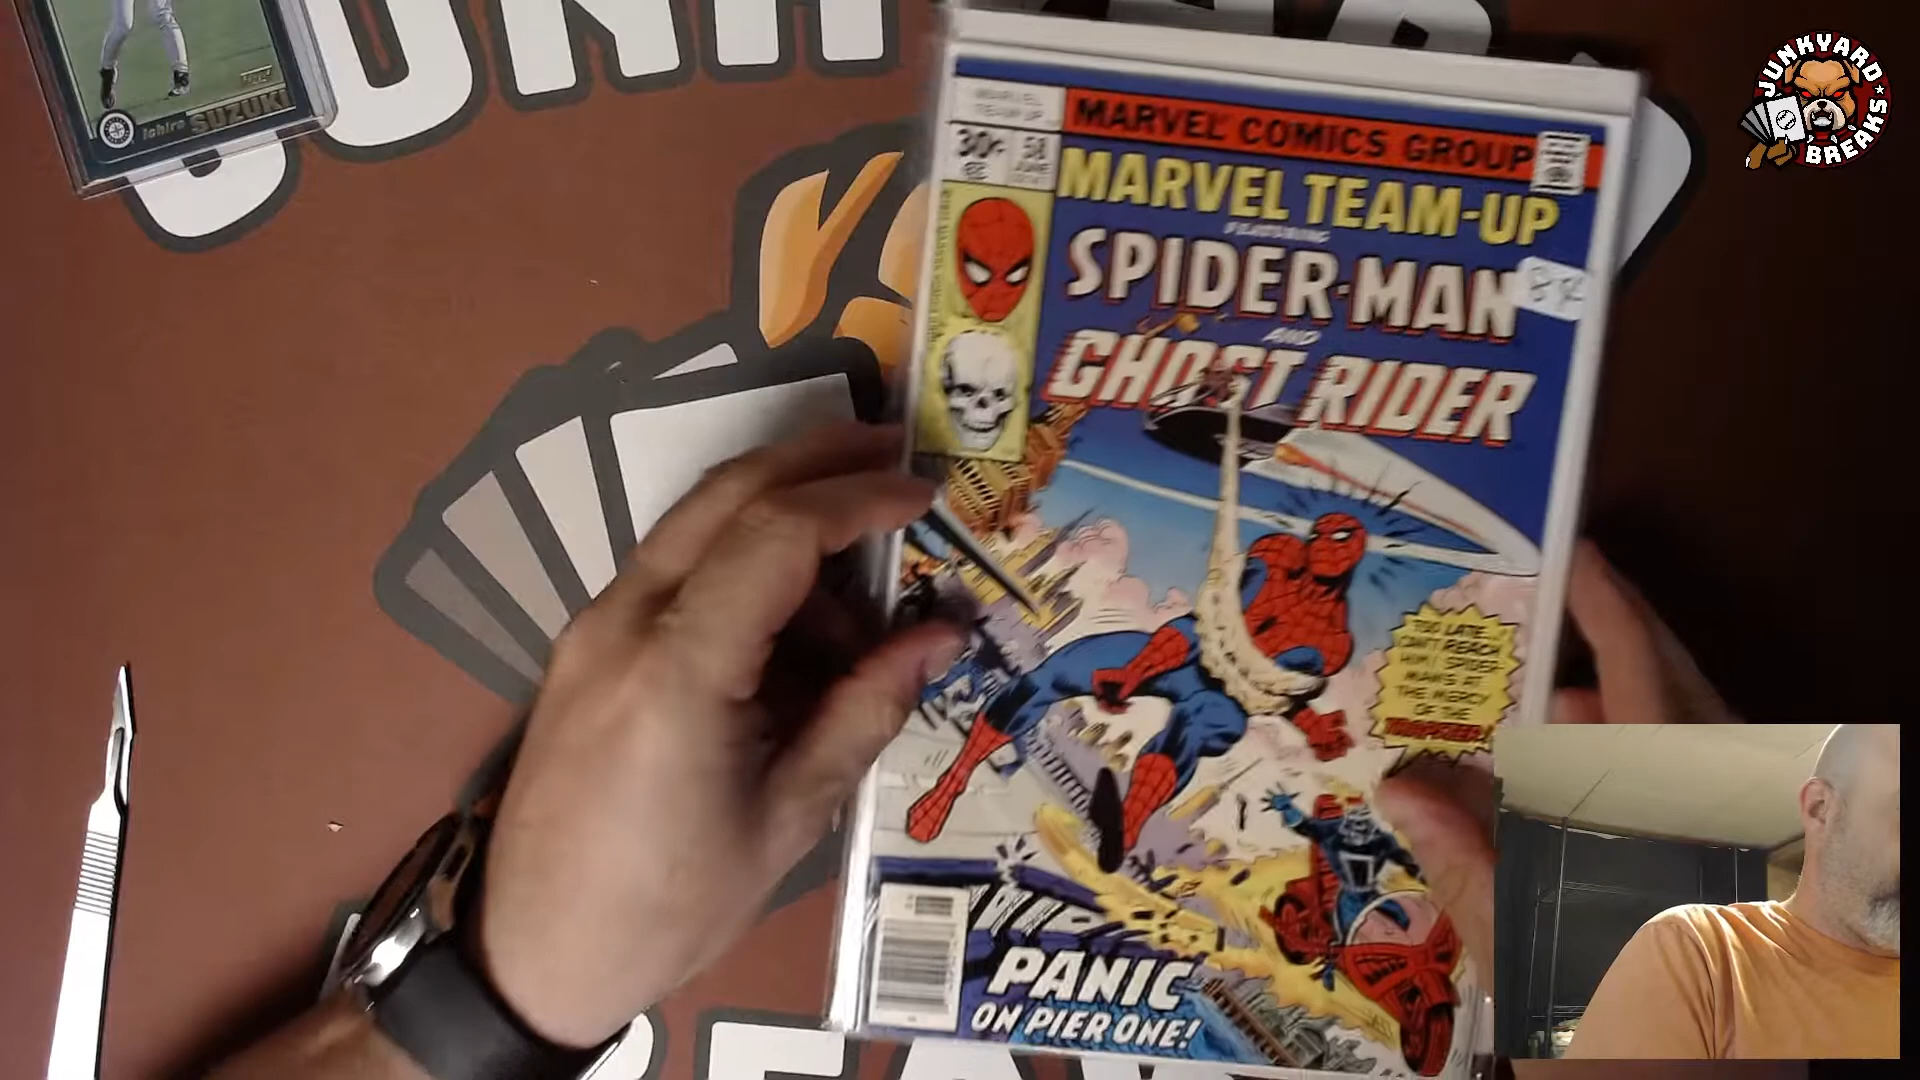 JUNKYARD
BREAKS
Ichiro SUZUKI
MARVEL
TEAM-UP
MARVEL COMICS GROUP
30¢
58
JUNE
MARVEL TEAM-UP
FEATURING
SPIDER-MAN
AND
GHOST RIDER
TOO LATE...
CAN'T REACH
HIM! SPIDER
MAN'S AT
THE MERCY
OF THE
TRAPSTER!
PANIC
ON PIER ONE!